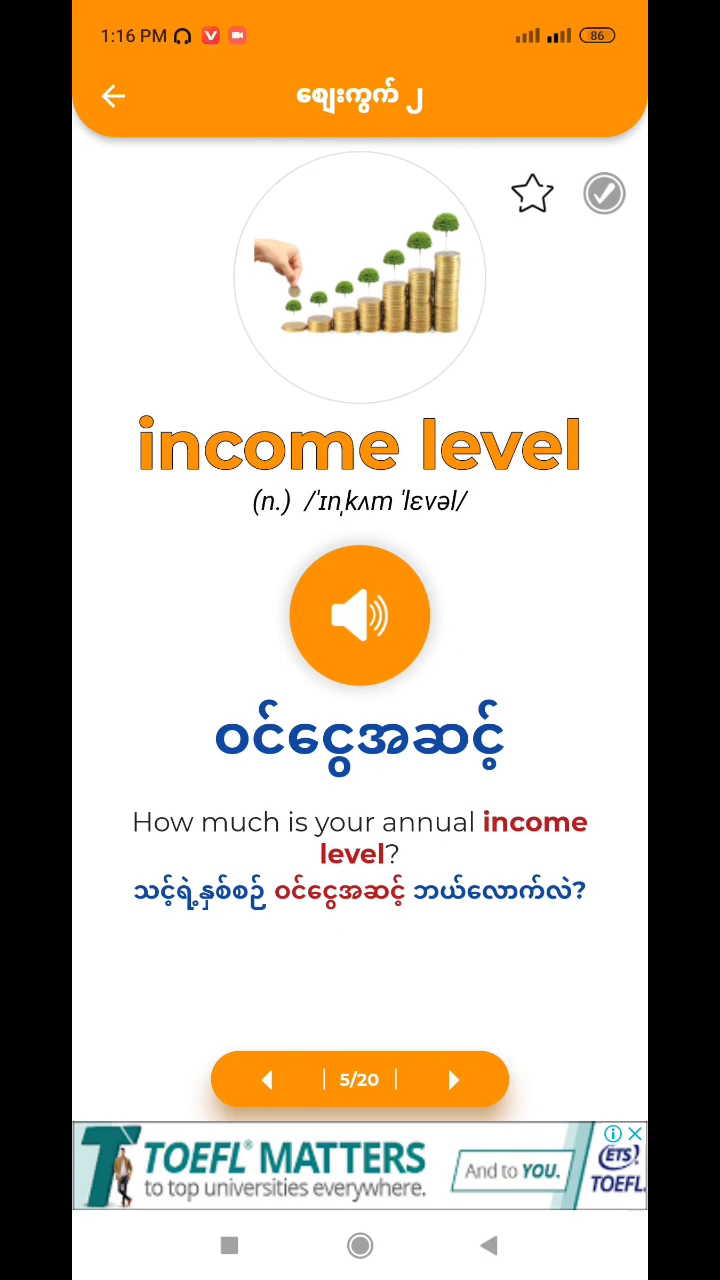 1:16 PM
86
ဈေးကွက် ၂
income level
(n.) /ˈɪnˌkʌm ˈlɛvəl/
ဝင်ငွေအဆင့်
How much is your annual income
level?
သင့်ရဲ့နှစ်စဉ် ဝင်ငွေအဆင့် ဘယ်လောက်လဲ?
5/20
TOEFL® MATTERS
to top universities everywhere.
And to YOU.
ETS
TOEFL.